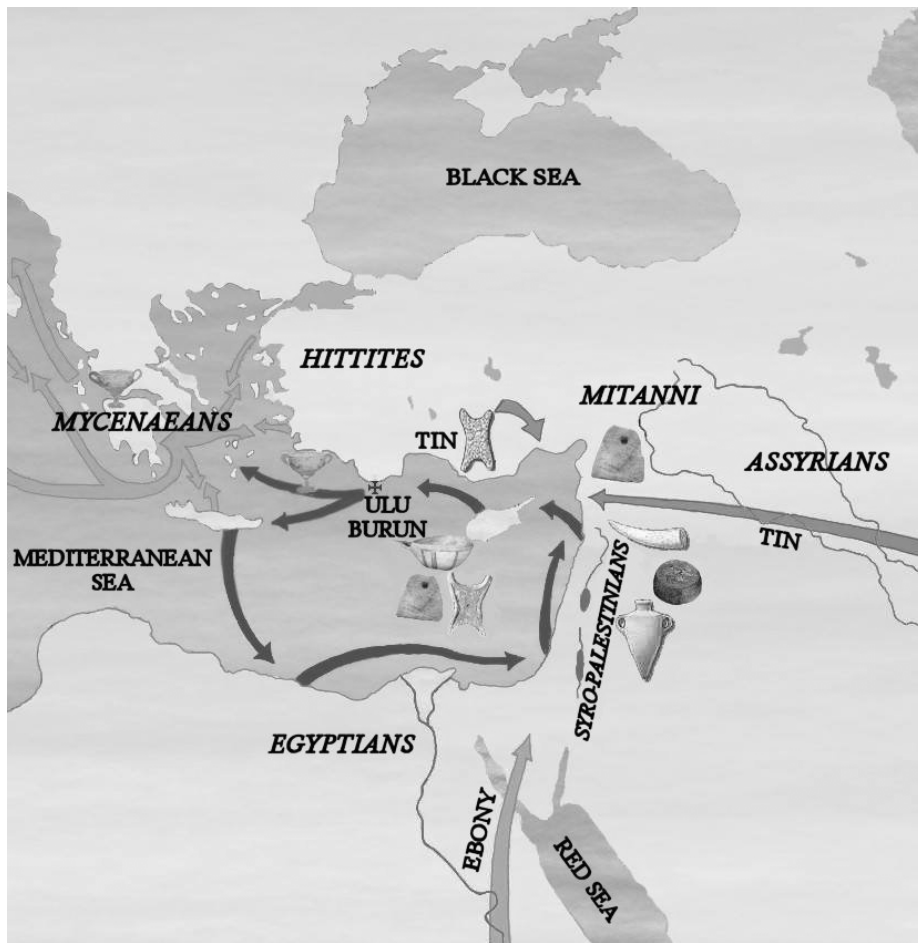 BLACK SEA
HITTITES
MITANNI
MYCENAEANS
TIN
ASSYRIANS
ULU
BURUN
TIN
MEDITERRANEAN
SEA
SYRO-PALESTINIANS
EGYPTIANS
EBONY
RED SEA